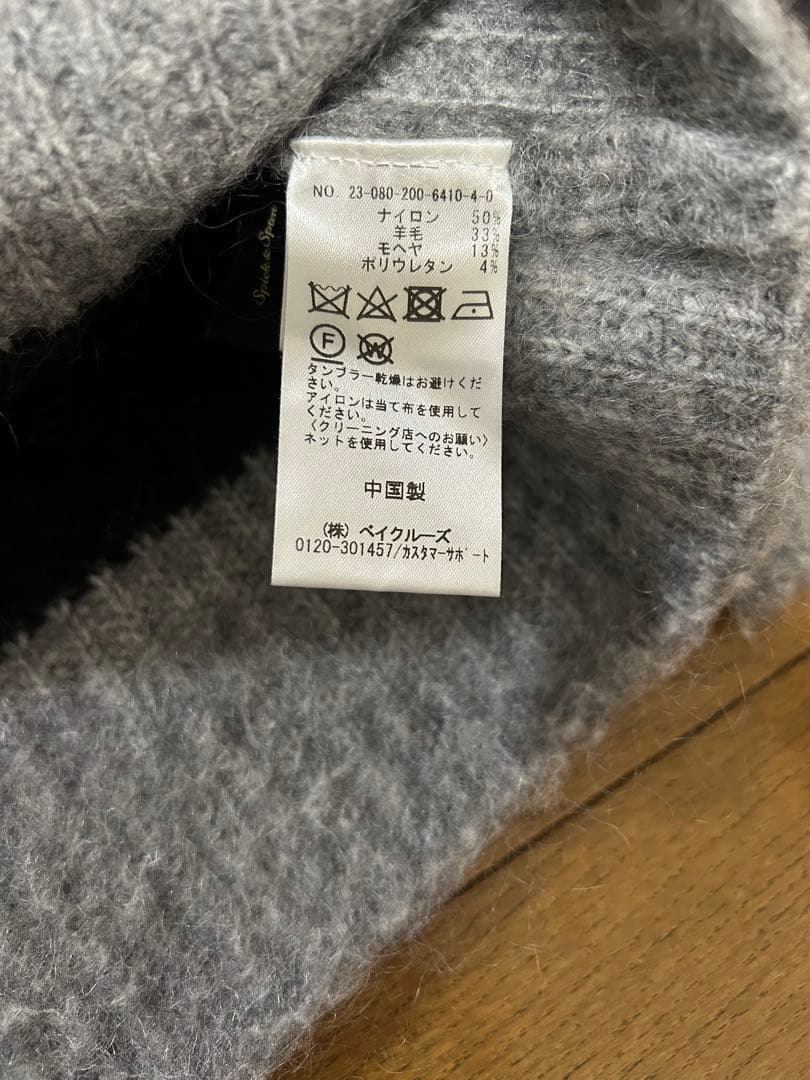 NO. 23-080-200-6410-4-0
ナイロン 50%
羊毛 33%
モヘヤ 13%
ポリウレタン 4%
F
W
タンブラー乾燥はお避けくだ
さい。
アイロンは当て布を使用して
ください。
〈クリーニング店へのお願い〉
ネットを使用してください。
中国製
(株) ベイクルーズ
0120-301457/カスタマーサポート
Spick & Span